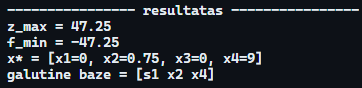 ---------------- resultatas ----------------
z_max = 47.25
f_min = -47.25
x* = [x1=0, x2=0.75, x3=0, x4=9]
galutine baze = [s1 x2 x4]